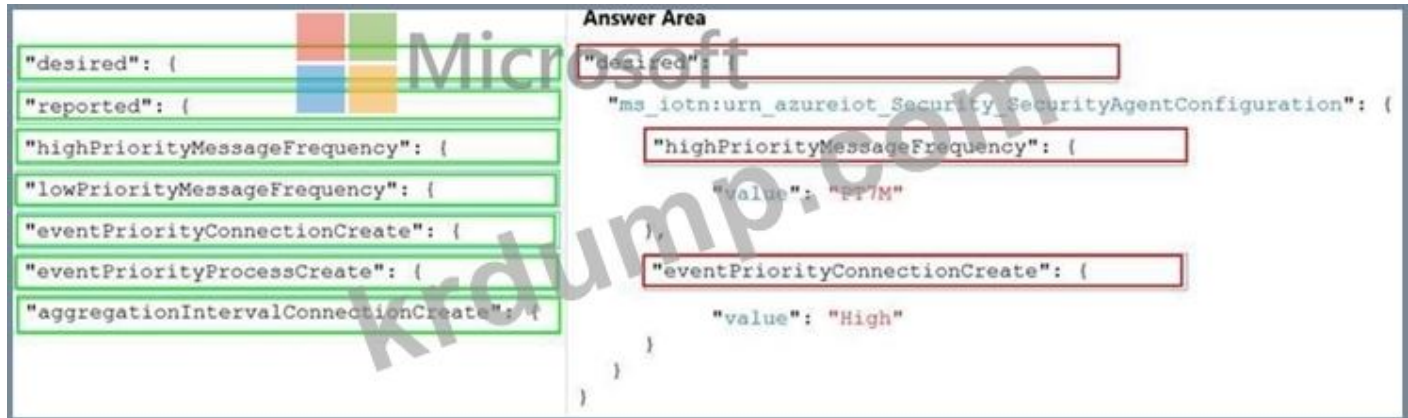 Answer Area
"desired": {
"reported": {
"highPriorityMessageFrequency": {
"lowPriorityMessageFrequency": {
"eventPriorityConnectionCreate": {
"eventPriorityProcessCreate": {
"aggregationIntervalConnectionCreate": {
"desired": {
"ms_iotn:urn_azureiot_Security_SecurityAgentConfiguration": {
"highPriorityMessageFrequency": {
"value": "PT7M"
},
"eventPriorityConnectionCreate": {
"value": "High"
}
}
}
Microsoft
krdump.com